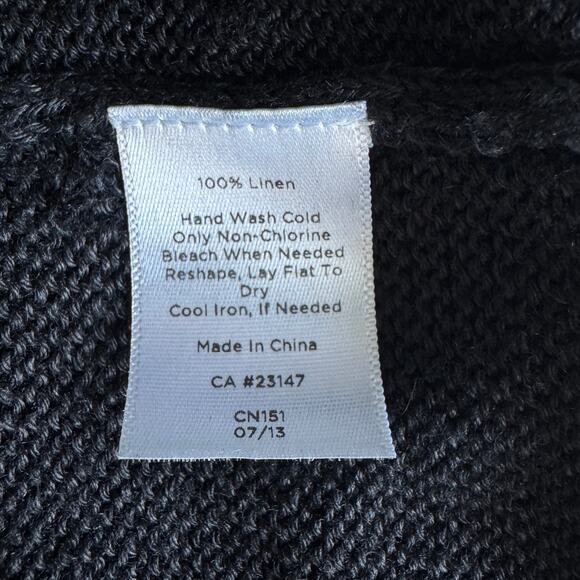 100% Linen
Hand Wash Cold
Only Non-Chlorine
Bleach When Needed
Reshape, Lay Flat To
Dry
Cool Iron, If Needed
Made In China
CA #23147
CN151
07/13